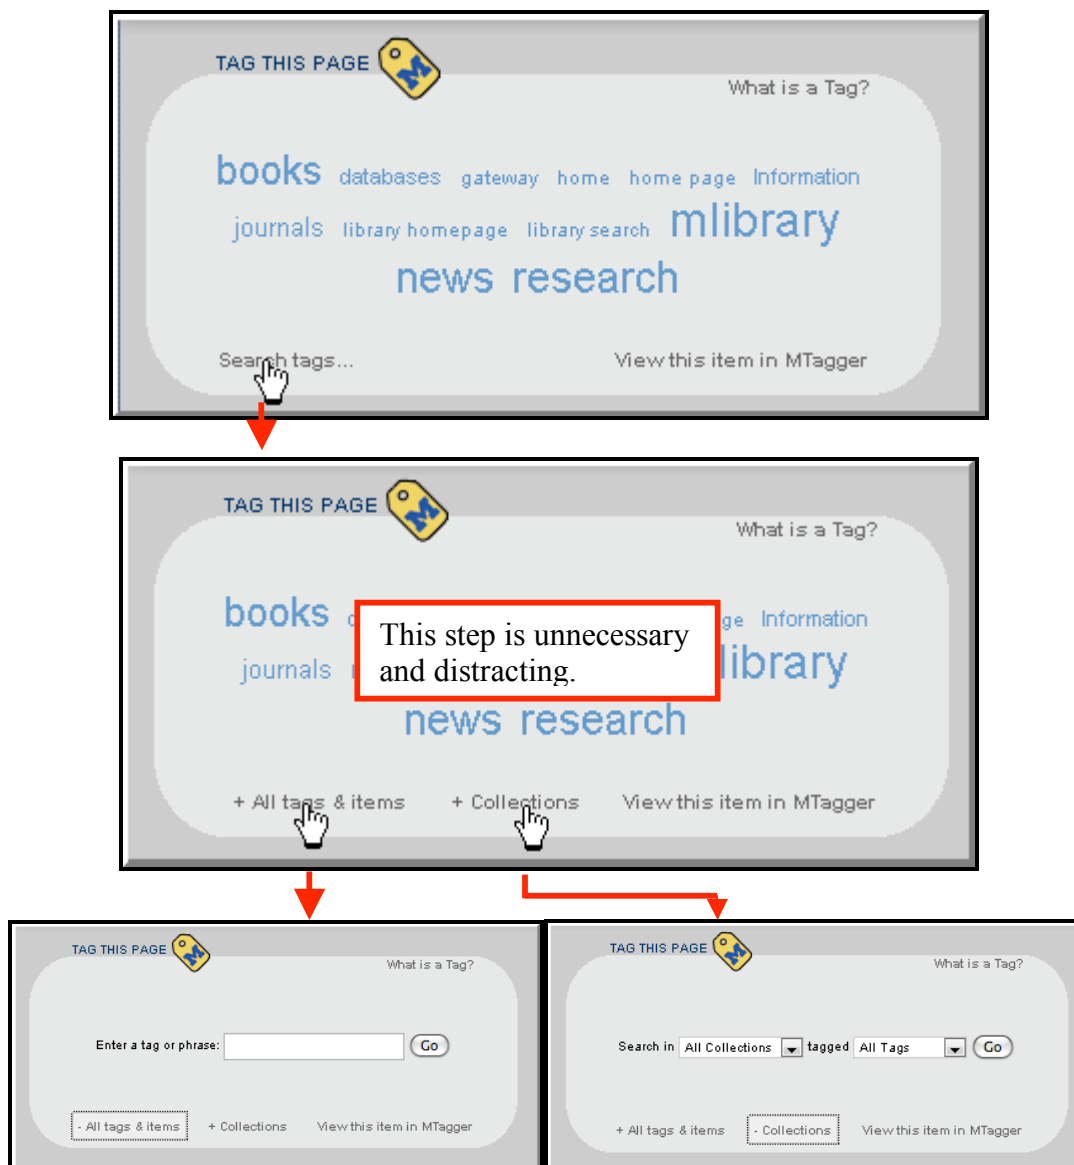 TAG THIS PAGE M
What is a Tag?
books databases gateway home home page Information
journals library homepage library search mlibrary
news research
Search tags... View this item in MTagger
TAG THIS PAGE M
What is a Tag?
books ge Information
This step is unnecessary
journals library
and distracting.
news research
+ All tags & items + Collections View this item in MTagger
TAG THIS PAGE M
What is a Tag?
Enter a tag or phrase: Go
- All tags & items + Collections View this item in MTagger
TAG THIS PAGE M
What is a Tag?
Search in All Collections tagged All Tags Go
+ All tags & items - Collections View this item in MTagger